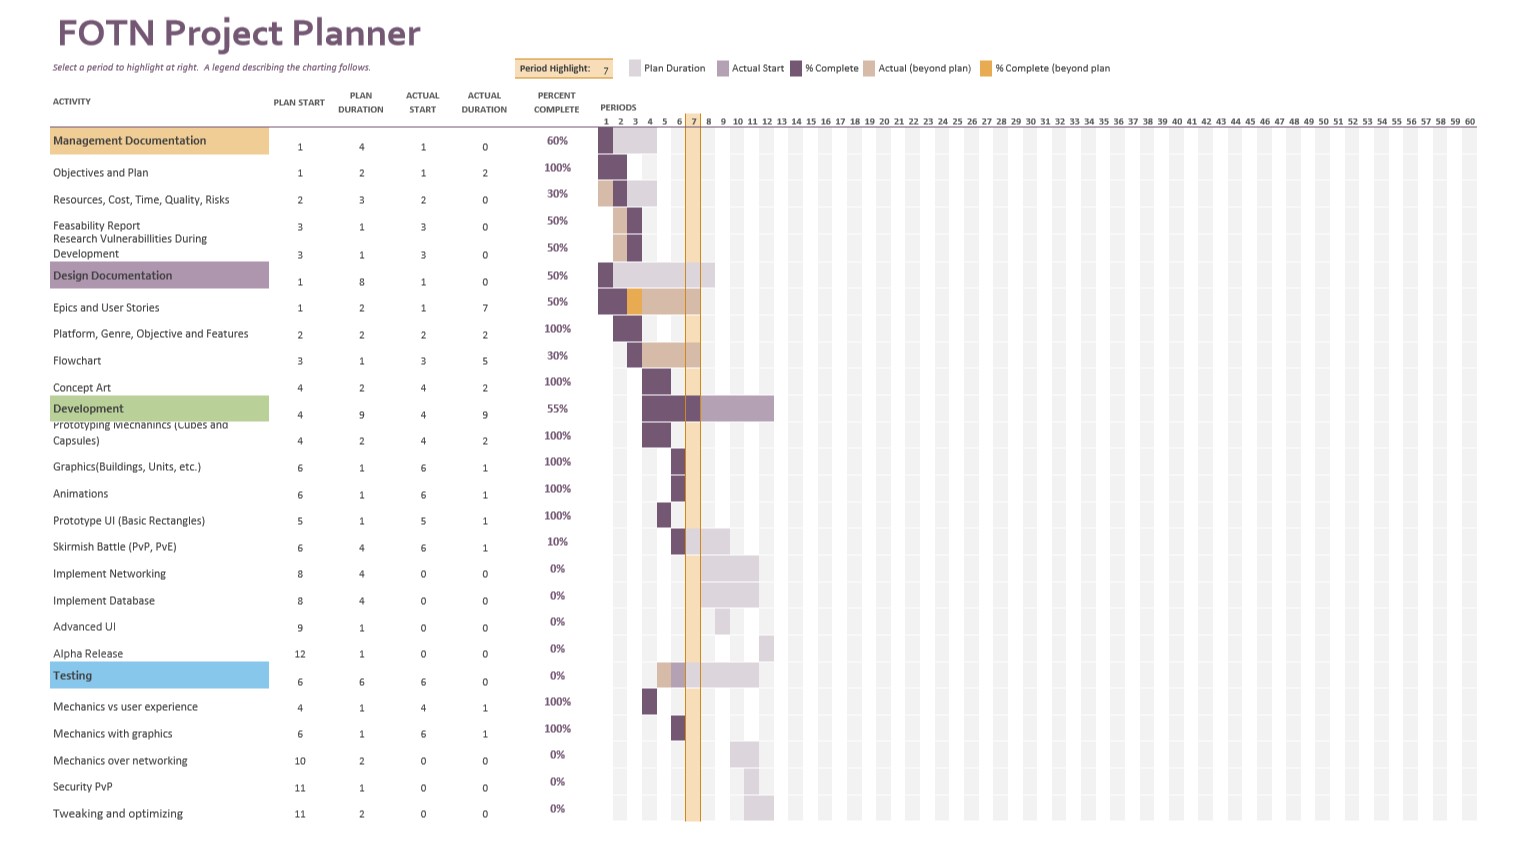 FOTN Project Planner
Select a period to highlight at right. A legend describing the charting follows.
Period Highlight: 7 Plan Duration Actual Start % Complete Actual (beyond plan) % Complete (beyond plan
ACTIVITY PLAN START PLAN DURATION ACTUAL START ACTUAL DURATION PERCENT COMPLETE PERIODS
1 2 3 4 5 6 7 8 9 10 11 12 13 14 15 16 17 18 19 20 21 22 23 24 25 26 27 28 29 30 31 32 33 34 35 36 37 38 39 40 41 42 43 44 45 46 47 48 49 50 51 52 53 54 55 56 57 58 59 60
Management Documentation 1 4 1 0 60%
Objectives and Plan 1 2 1 2 100%
Resources, Cost, Time, Quality, Risks 2 3 2 0 30%
Feasability Report 3 1 3 0 50%
Research Vulnerabillities During
Development 3 1 3 0 50%
Design Documentation 1 8 1 0 50%
Epics and User Stories 1 2 1 7 50%
Platform, Genre, Objective and Features 2 2 2 2 100%
Flowchart 3 1 3 5 30%
Concept Art 4 2 4 2 100%
Development 4 9 4 9 55%
Prototyping Mechanincs (Cubes and
Capsules) 4 2 4 2 100%
Graphics(Buildings, Units, etc.) 6 1 6 1 100%
Animations 6 1 6 1 100%
Prototype UI (Basic Rectangles) 5 1 5 1 100%
Skirmish Battle (PvP, PvE) 6 4 6 1 10%
Implement Networking 8 4 0 0 0%
Implement Database 8 4 0 0 0%
Advanced UI 9 1 0 0 0%
Alpha Release 12 1 0 0 0%
Testing 6 6 6 0 0%
Mechanics vs user experience 4 1 4 1 100%
Mechanics with graphics 6 1 6 1 100%
Mechanics over networking 10 2 0 0 0%
Security PvP 11 1 0 0 0%
Tweaking and optimizing 11 2 0 0 0%